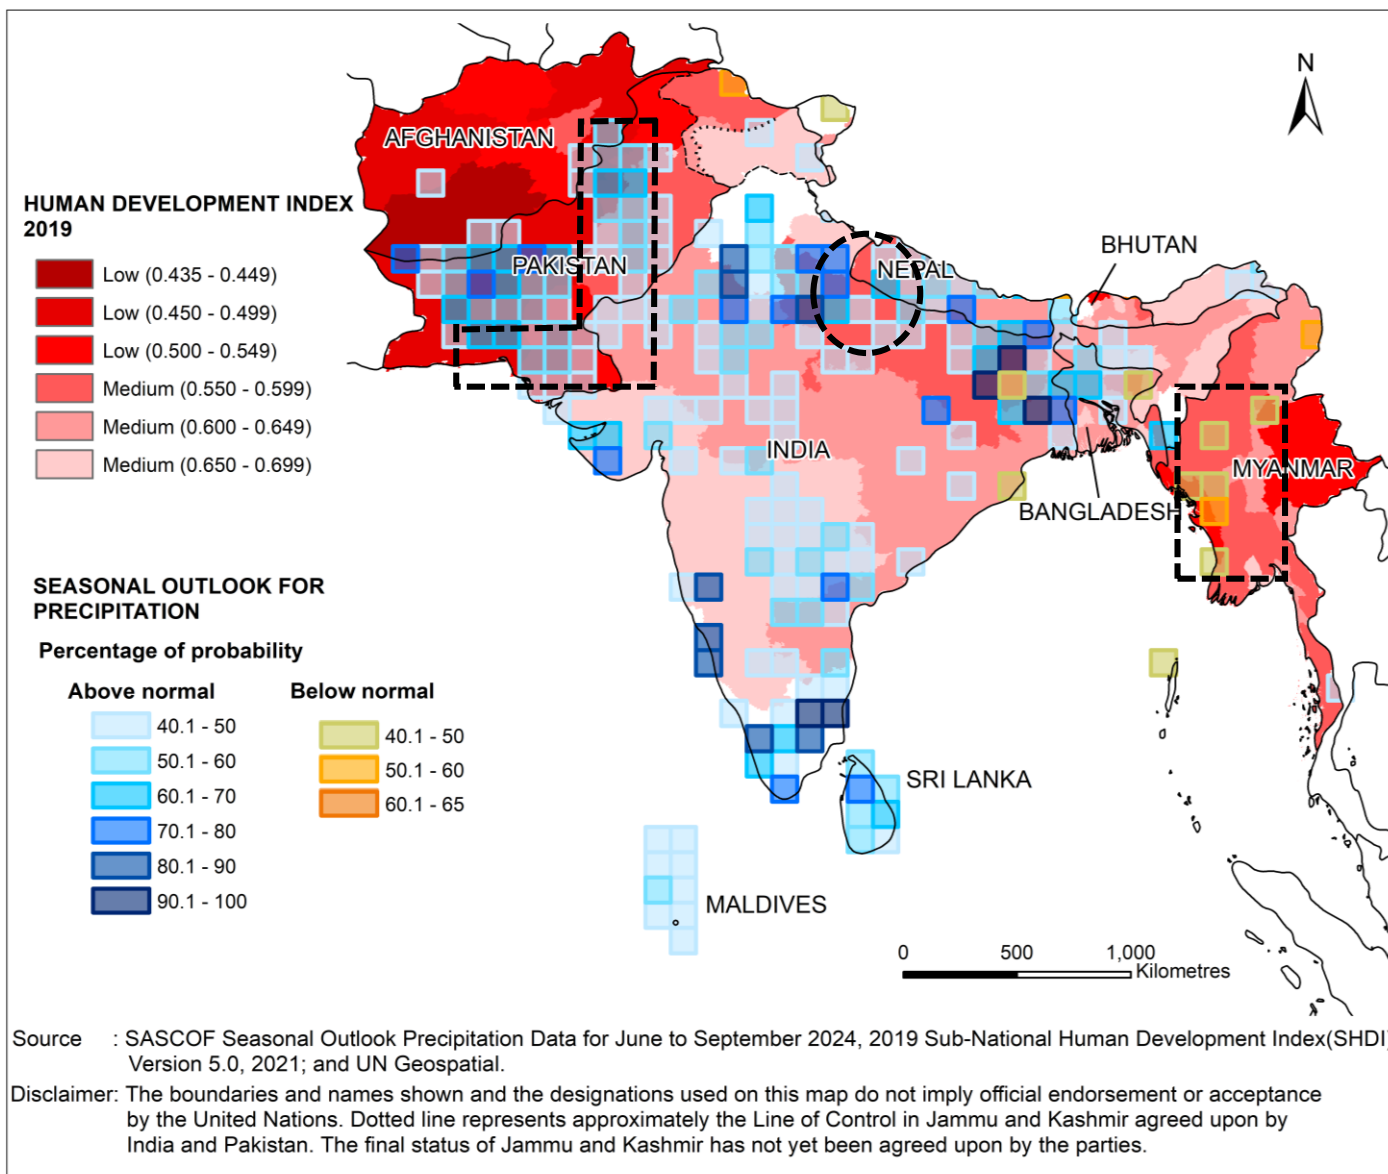 N
AFGHANISTAN
HUMAN DEVELOPMENT INDEX
2019
Low (0.435 - 0.449)
Low (0.450 - 0.499)
Low (0.500 - 0.549)
Medium (0.550 - 0.599)
Medium (0.600 - 0.649)
Medium (0.650 - 0.699)
PAKISTAN
NEPAL
BHUTAN
INDIA
MYANMAR
BANGLADESH
SEASONAL OUTLOOK FOR
PRECIPITATION
Percentage of probability
Above normal
40.1 - 50
50.1 - 60
60.1 - 70
70.1 - 80
80.1 - 90
90.1 - 100
Below normal
40.1 - 50
50.1 - 60
60.1 - 65
SRI LANKA
MALDIVES
0 500 1,000
Kilometres
Source : SASCOF Seasonal Outlook Precipitation Data for June to September 2024, 2019 Sub-National Human Development Index(SHDI)
Version 5.0, 2021; and UN Geospatial.
Disclaimer: The boundaries and names shown and the designations used on this map do not imply official endorsement or acceptance
by the United Nations. Dotted line represents approximately the Line of Control in Jammu and Kashmir agreed upon by
India and Pakistan. The final status of Jammu and Kashmir has not yet been agreed upon by the parties.